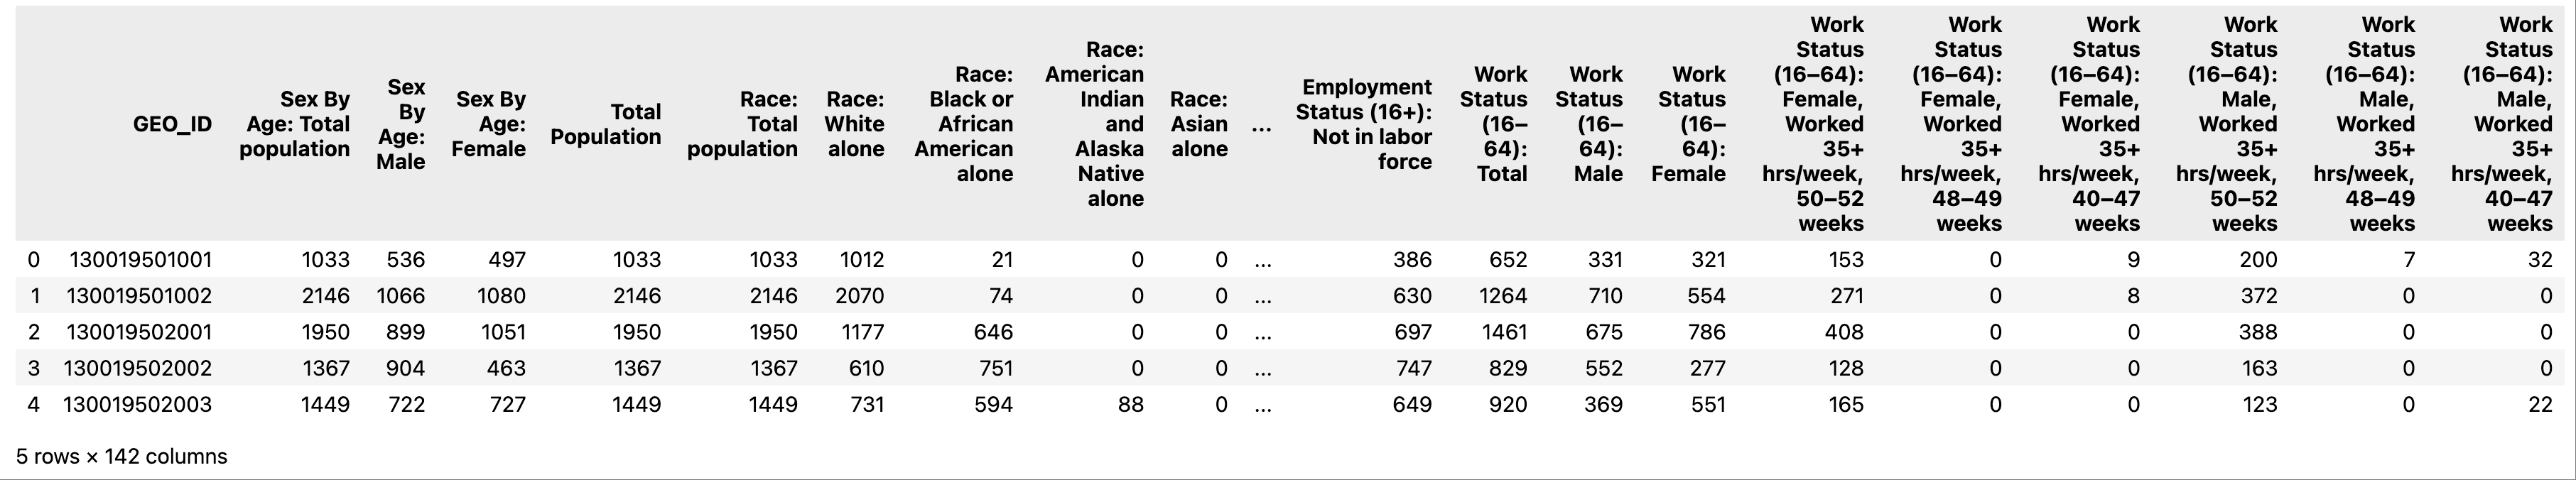 GEO_ID Sex By Age: Total population Sex By Age: Male Sex By Age: Female Total Population Race: Total population Race: White alone Race: Black or African American alone Race: American Indian and Alaska Native alone Race: Asian alone ... Employment Status (16+): Not in labor force Work Status (16–64): Total Work Status (16–64): Male Work Status (16–64): Female Work Status (16–64): Female, Worked 35+ hrs/week, 50–52 weeks Work Status (16–64): Female, Worked 35+ hrs/week, 48–49 weeks Work Status (16–64): Female, Worked 35+ hrs/week, 40–47 weeks Work Status (16–64): Male, Worked 35+ hrs/week, 50–52 weeks Work Status (16–64): Male, Worked 35+ hrs/week, 48–49 weeks Work Status (16–64): Male, Worked 35+ hrs/week, 40–47 weeks
0 130019501001 1033 536 497 1033 1033 1012 21 0 0 ... 386 652 331 321 153 0 9 200 7 32
1 130019501002 2146 1066 1080 2146 2146 2070 74 0 0 ... 630 1264 710 554 271 0 8 372 0 0
2 130019502001 1950 899 1051 1950 1950 1177 646 0 0 ... 697 1461 675 786 408 0 0 388 0 0
3 130019502002 1367 904 463 1367 1367 610 751 0 0 ... 747 829 552 277 128 0 0 163 0 0
4 130019502003 1449 722 727 1449 1449 731 594 88 0 ... 649 920 369 551 165 0 0 123 0 22
5 rows × 142 columns